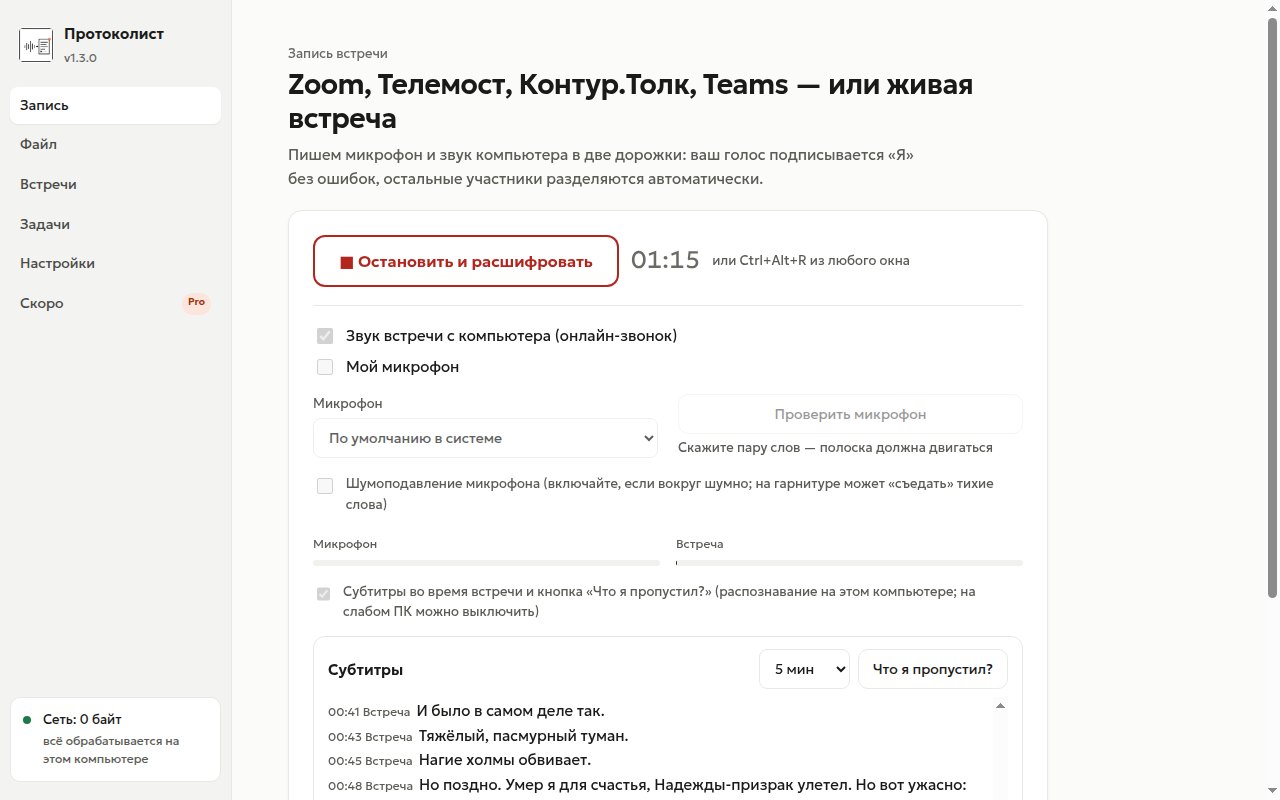 Протоколист
v1.3.0
Запись
Файл
Встречи
Задачи
Настройки
Скоро Pro
Сеть: 0 байт
всё обрабатывается на
этом компьютере
Запись встречи
Zoom, Телемост, Контур.Толк, Teams — или живая
встреча
Пишем микрофон и звук компьютера в две дорожки: ваш голос подписывается «Я»
без ошибок, остальные участники разделяются автоматически.
Остановить и расшифровать 01:15 или Ctrl+Alt+R из любого окна
Звук встречи с компьютера (онлайн-звонок)
Мой микрофон
Микрофон
По умолчанию в системе
Проверить микрофон
Скажите пару слов — полоска должна двигаться
Шумоподавление микрофона (включайте, если вокруг шумно; на гарнитуре может «съедать» тихие
слова)
Микрофон Встреча
Субтитры во время встречи и кнопка «Что я пропустил?» (распознавание на этом компьютере; на
слабом ПК можно выключить)
Субтитры 5 мин Что я пропустил?
00:41 Встреча И было в самом деле так.
00:43 Встреча Тяжёлый, пасмурный туман.
00:45 Встреча Нагие холмы обвивает.
00:48 Встреча Но поздно. Умер я для счастья, Надежды-призрак улетел. Но вот ужасно: